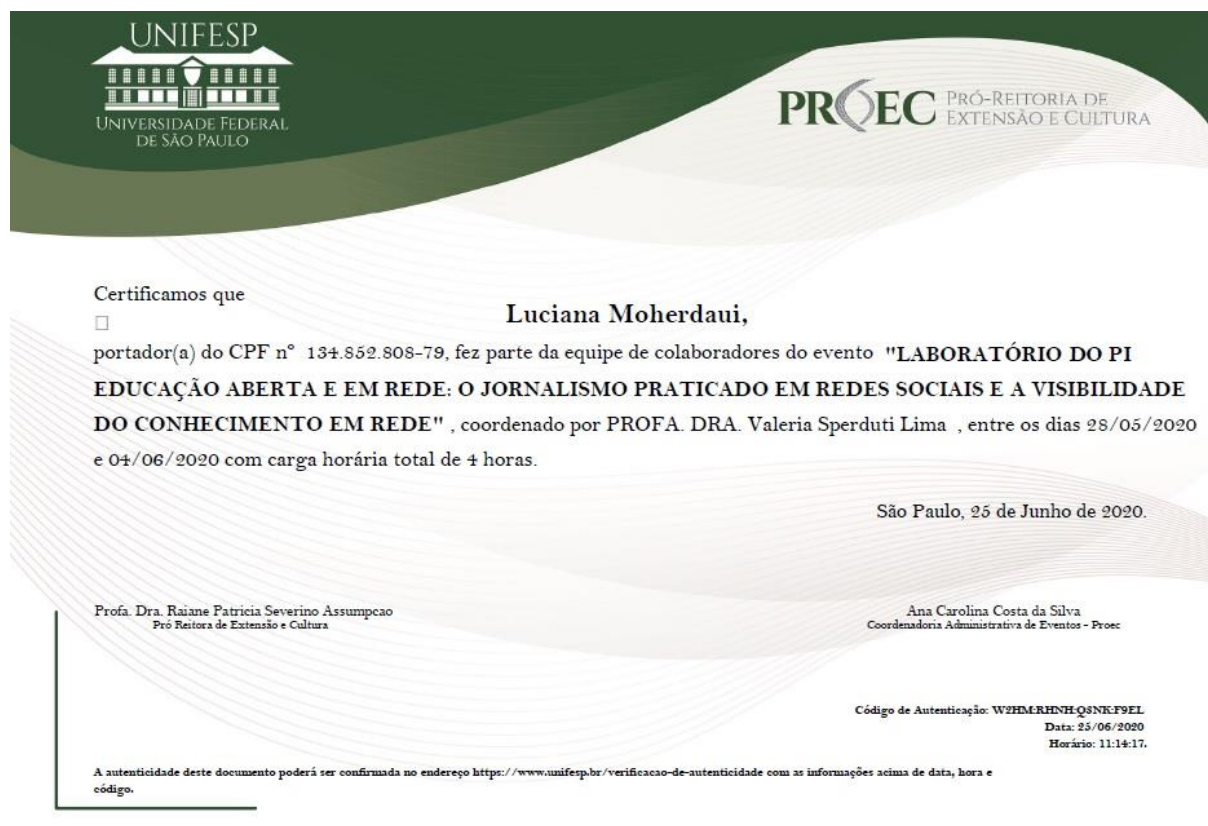 UNIFESP
UNIVERSIDADE FEDERAL
DE SÃO PAULO
PROEC PRÓ-REITORIA DE
EXTENSÃO E CULTURA
Certificamos que
Luciana Moherdaui,
portador(a) do CPF nº 134.852.808-79, fez parte da equipe de colaboradores do evento "LABORATÓRIO DO PI
EDUCAÇÃO ABERTA E EM REDE: O JORNALISMO PRATICADO EM REDES SOCIAIS E A VISIBILIDADE
DO CONHECIMENTO EM REDE" , coordenado por PROFA. DRA. Valeria Sperduti Lima , entre os dias 28/05/2020
e 04/06/2020 com carga horária total de 4 horas.
São Paulo, 25 de Junho de 2020.
Profa. Dra. Raiane Patricia Severino Assumpcao
Pró Reitora de Extensão e Cultura
Ana Carolina Costa da Silva
Coordenadoria Administrativa de Eventos - Proec
Código de Autenticação: W2HM:RHNH:Q8NK:F9EL
Data: 25/06/2020
Horário: 11:14:17.
A autenticidade deste documento poderá ser confirmada no endereço https://www.unifesp.br/verificacao-de-autenticidade com as informações acima de data, hora e
código.